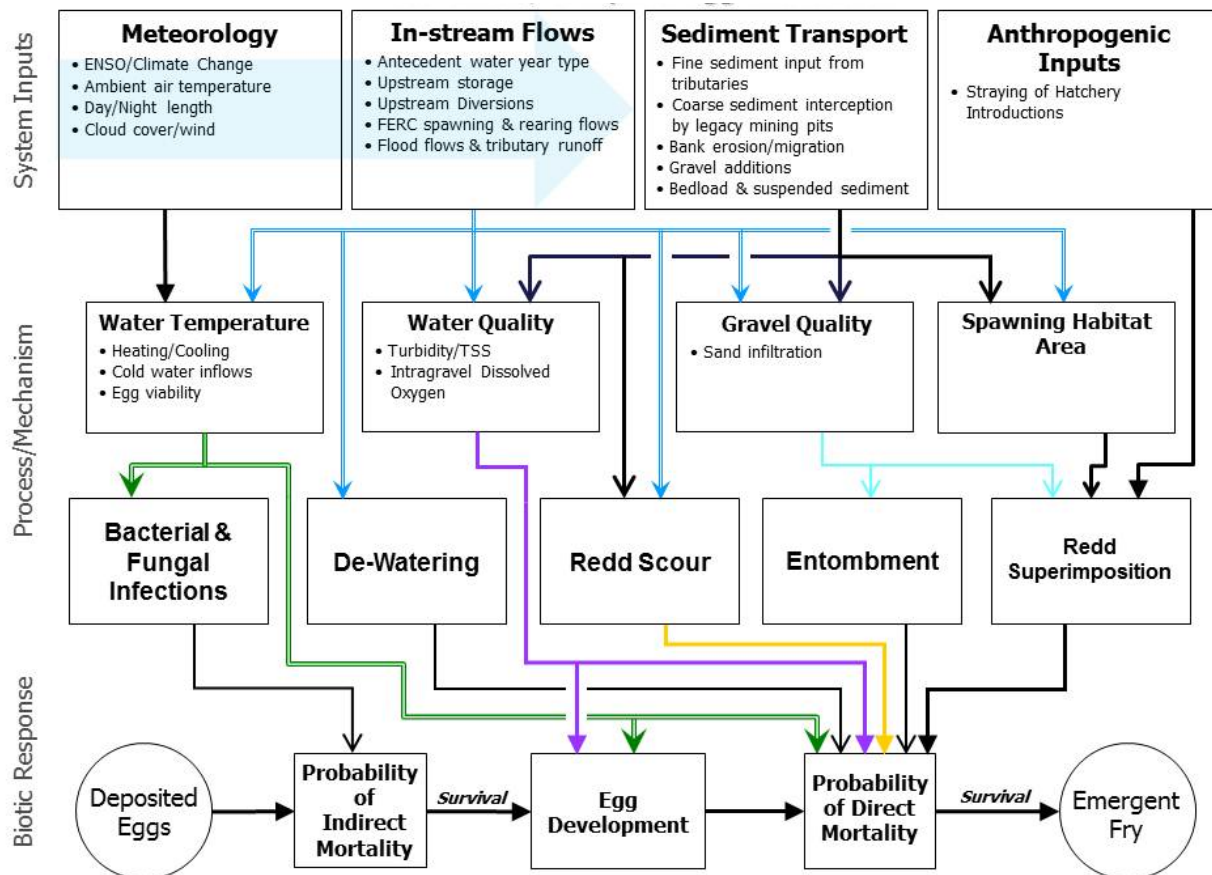 System Inputs
Meteorology
• ENSO/Climate Change
• Ambient air temperature
• Day/Night length
• Cloud cover/wind
In-stream Flows
• Antecedent water year type
• Upstream storage
• Upstream Diversions
• FERC spawning & rearing flows
• Flood flows & tributary runoff
Sediment Transport
• Fine sediment input from
tributaries
• Coarse sediment interception
by legacy mining pits
• Bank erosion/migration
• Gravel additions
• Bedload & suspended sediment
Anthropogenic
Inputs
• Straying of Hatchery
Introductions
Process/Mechanism
Water Temperature
• Heating/Cooling
• Cold water inflows
• Egg viability
Water Quality
• Turbidity/TSS
• Intragravel Dissolved
Oxygen
Gravel Quality
• Sand infiltration
Spawning Habitat
Area
Bacterial &
Fungal
Infections
De-Watering
Redd Scour
Entombment
Redd
Superimposition
Biotic Response
Deposited
Eggs
Probability
of
Indirect
Mortality
Survival
Egg
Development
Probability
of Direct
Mortality
Survival
Emergent
Fry